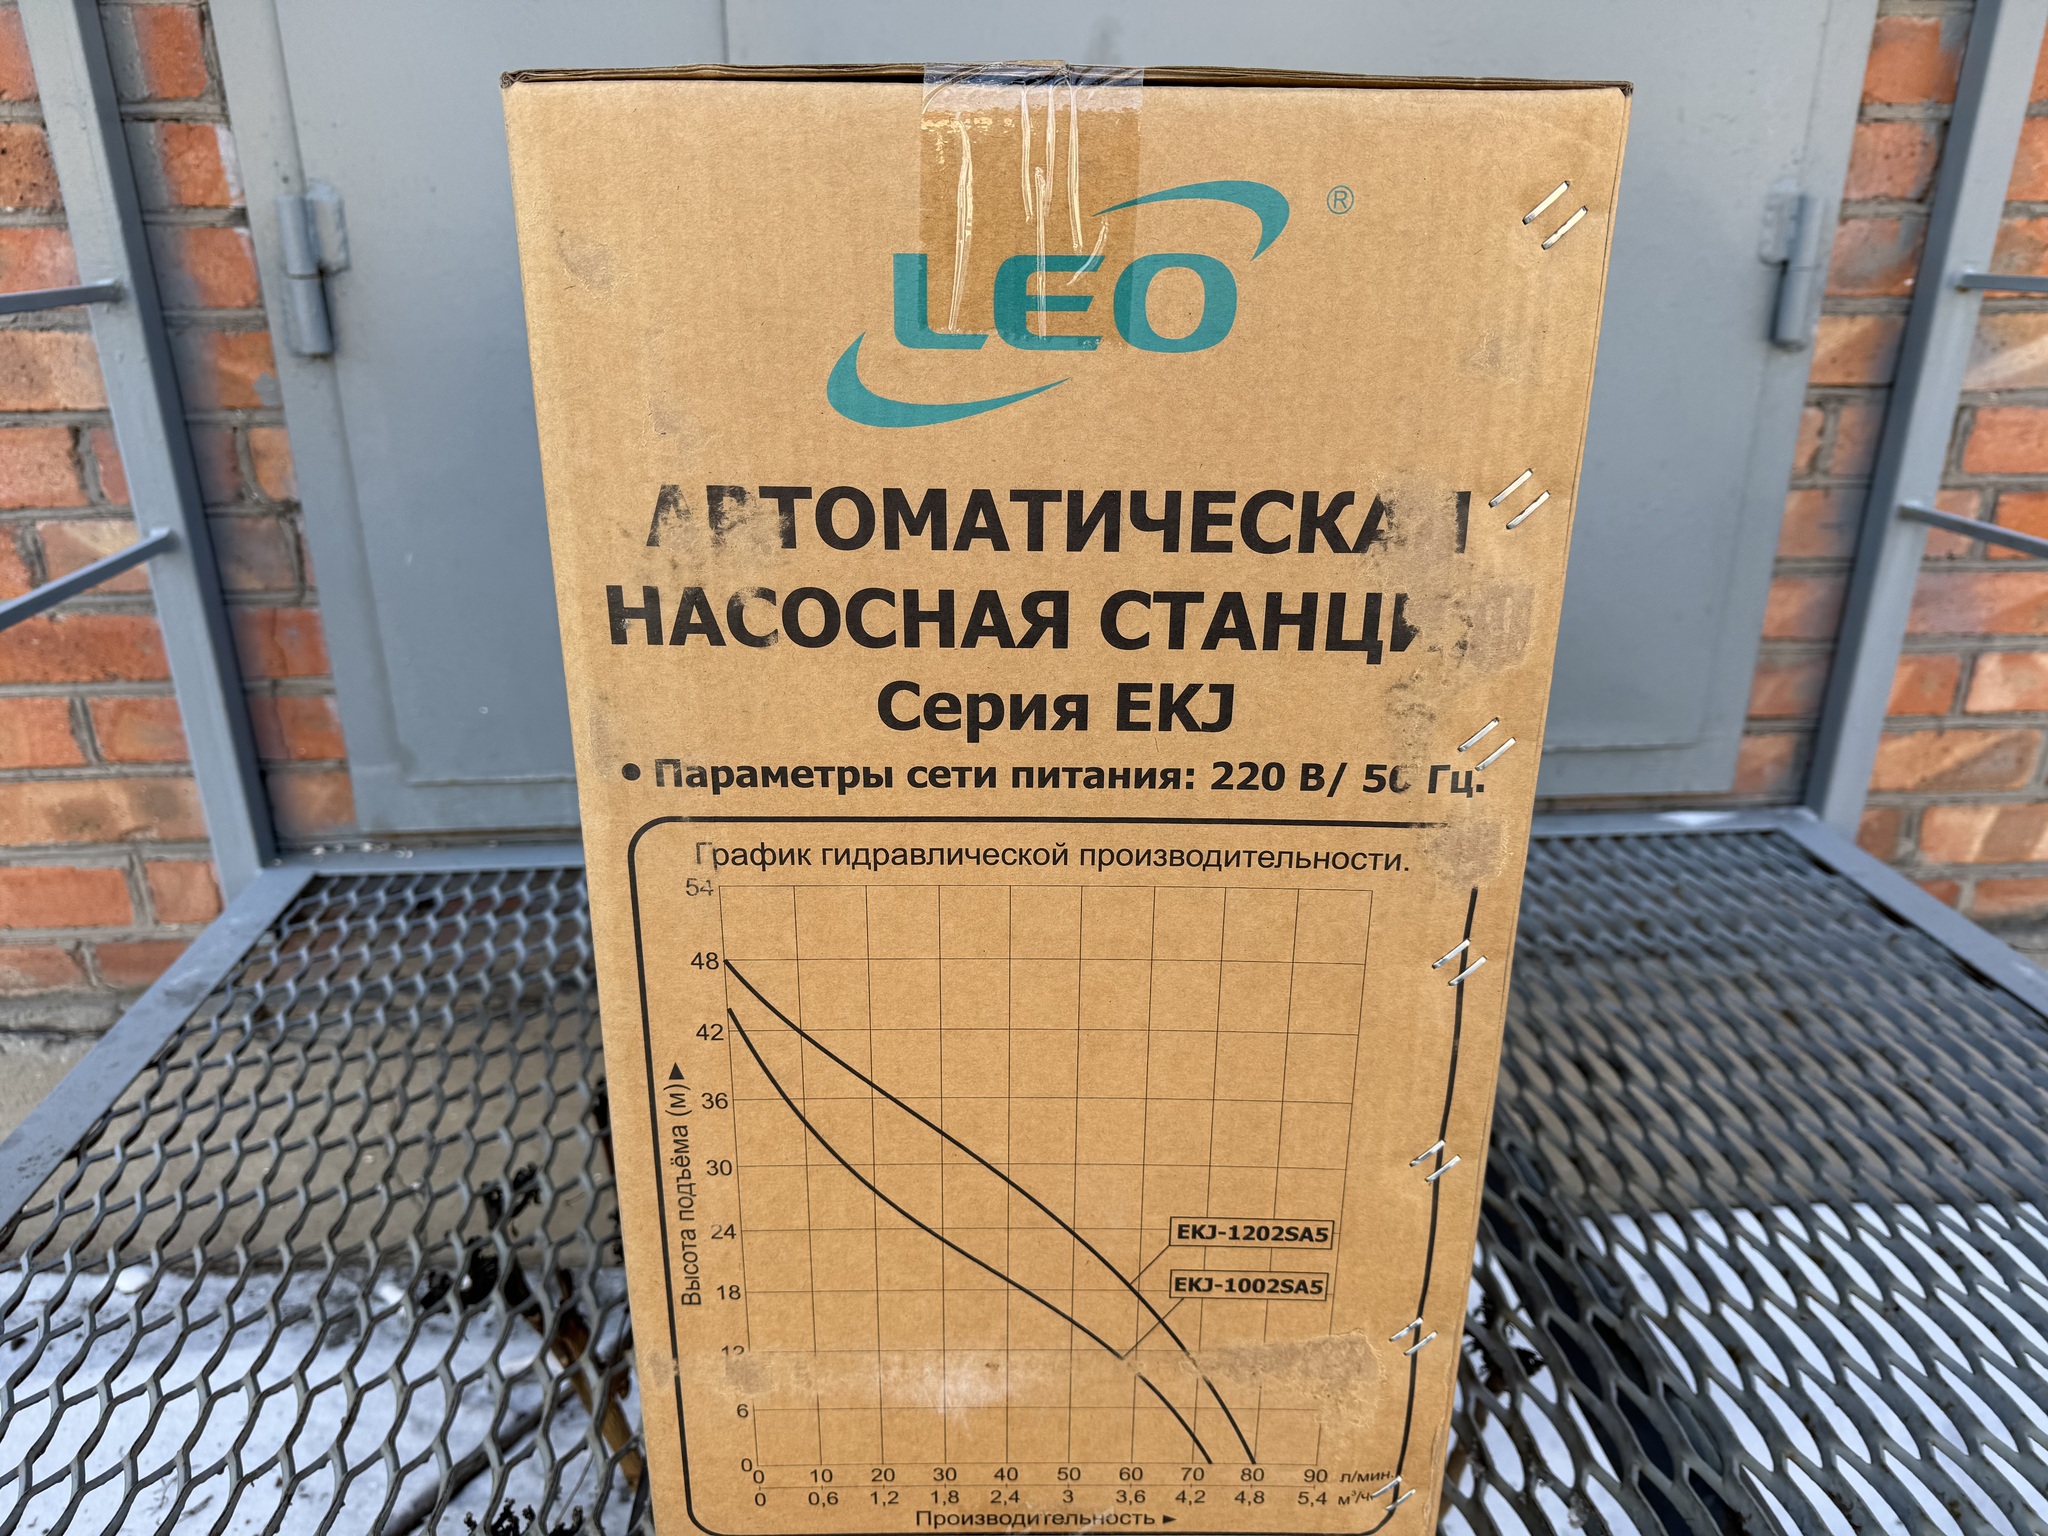 LEO ®
АВТОМАТИЧЕСКАЯ
НАСОСНАЯ СТАНЦИЯ
Серия EKJ
• Параметры сети питания: 220 В/ 50 Гц.
График гидравлической производительности.
54
48
42
36
30
24
18
12
6
0
Высота подъёма (м)►
EKJ-1202SA5
EKJ-1002SA5
0 10 20 30 40 50 60 70 80 90 л/мин.
0 0,6 1,2 1,8 2,4 3 3,6 4,2 4,8 5,4 м³/ч
Производительность ►